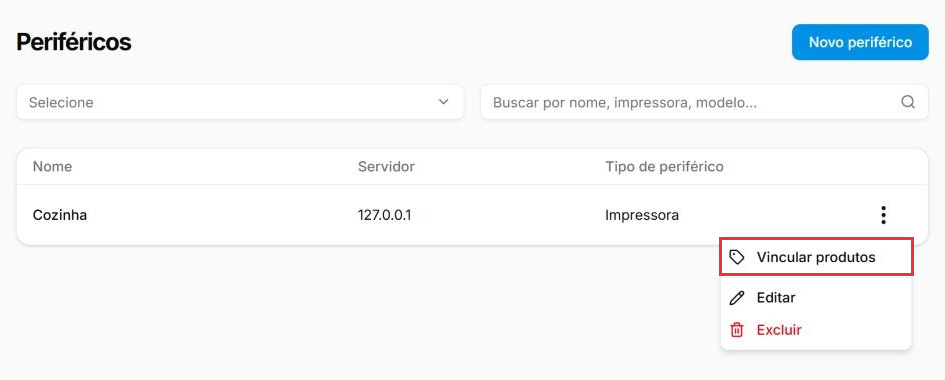 Periféricos
Novo periférico
Selecione
Buscar por nome, impressora, modelo...
Nome Servidor Tipo de periférico
Cozinha 127.0.0.1 Impressora
Vincular produtos
Editar
Excluir